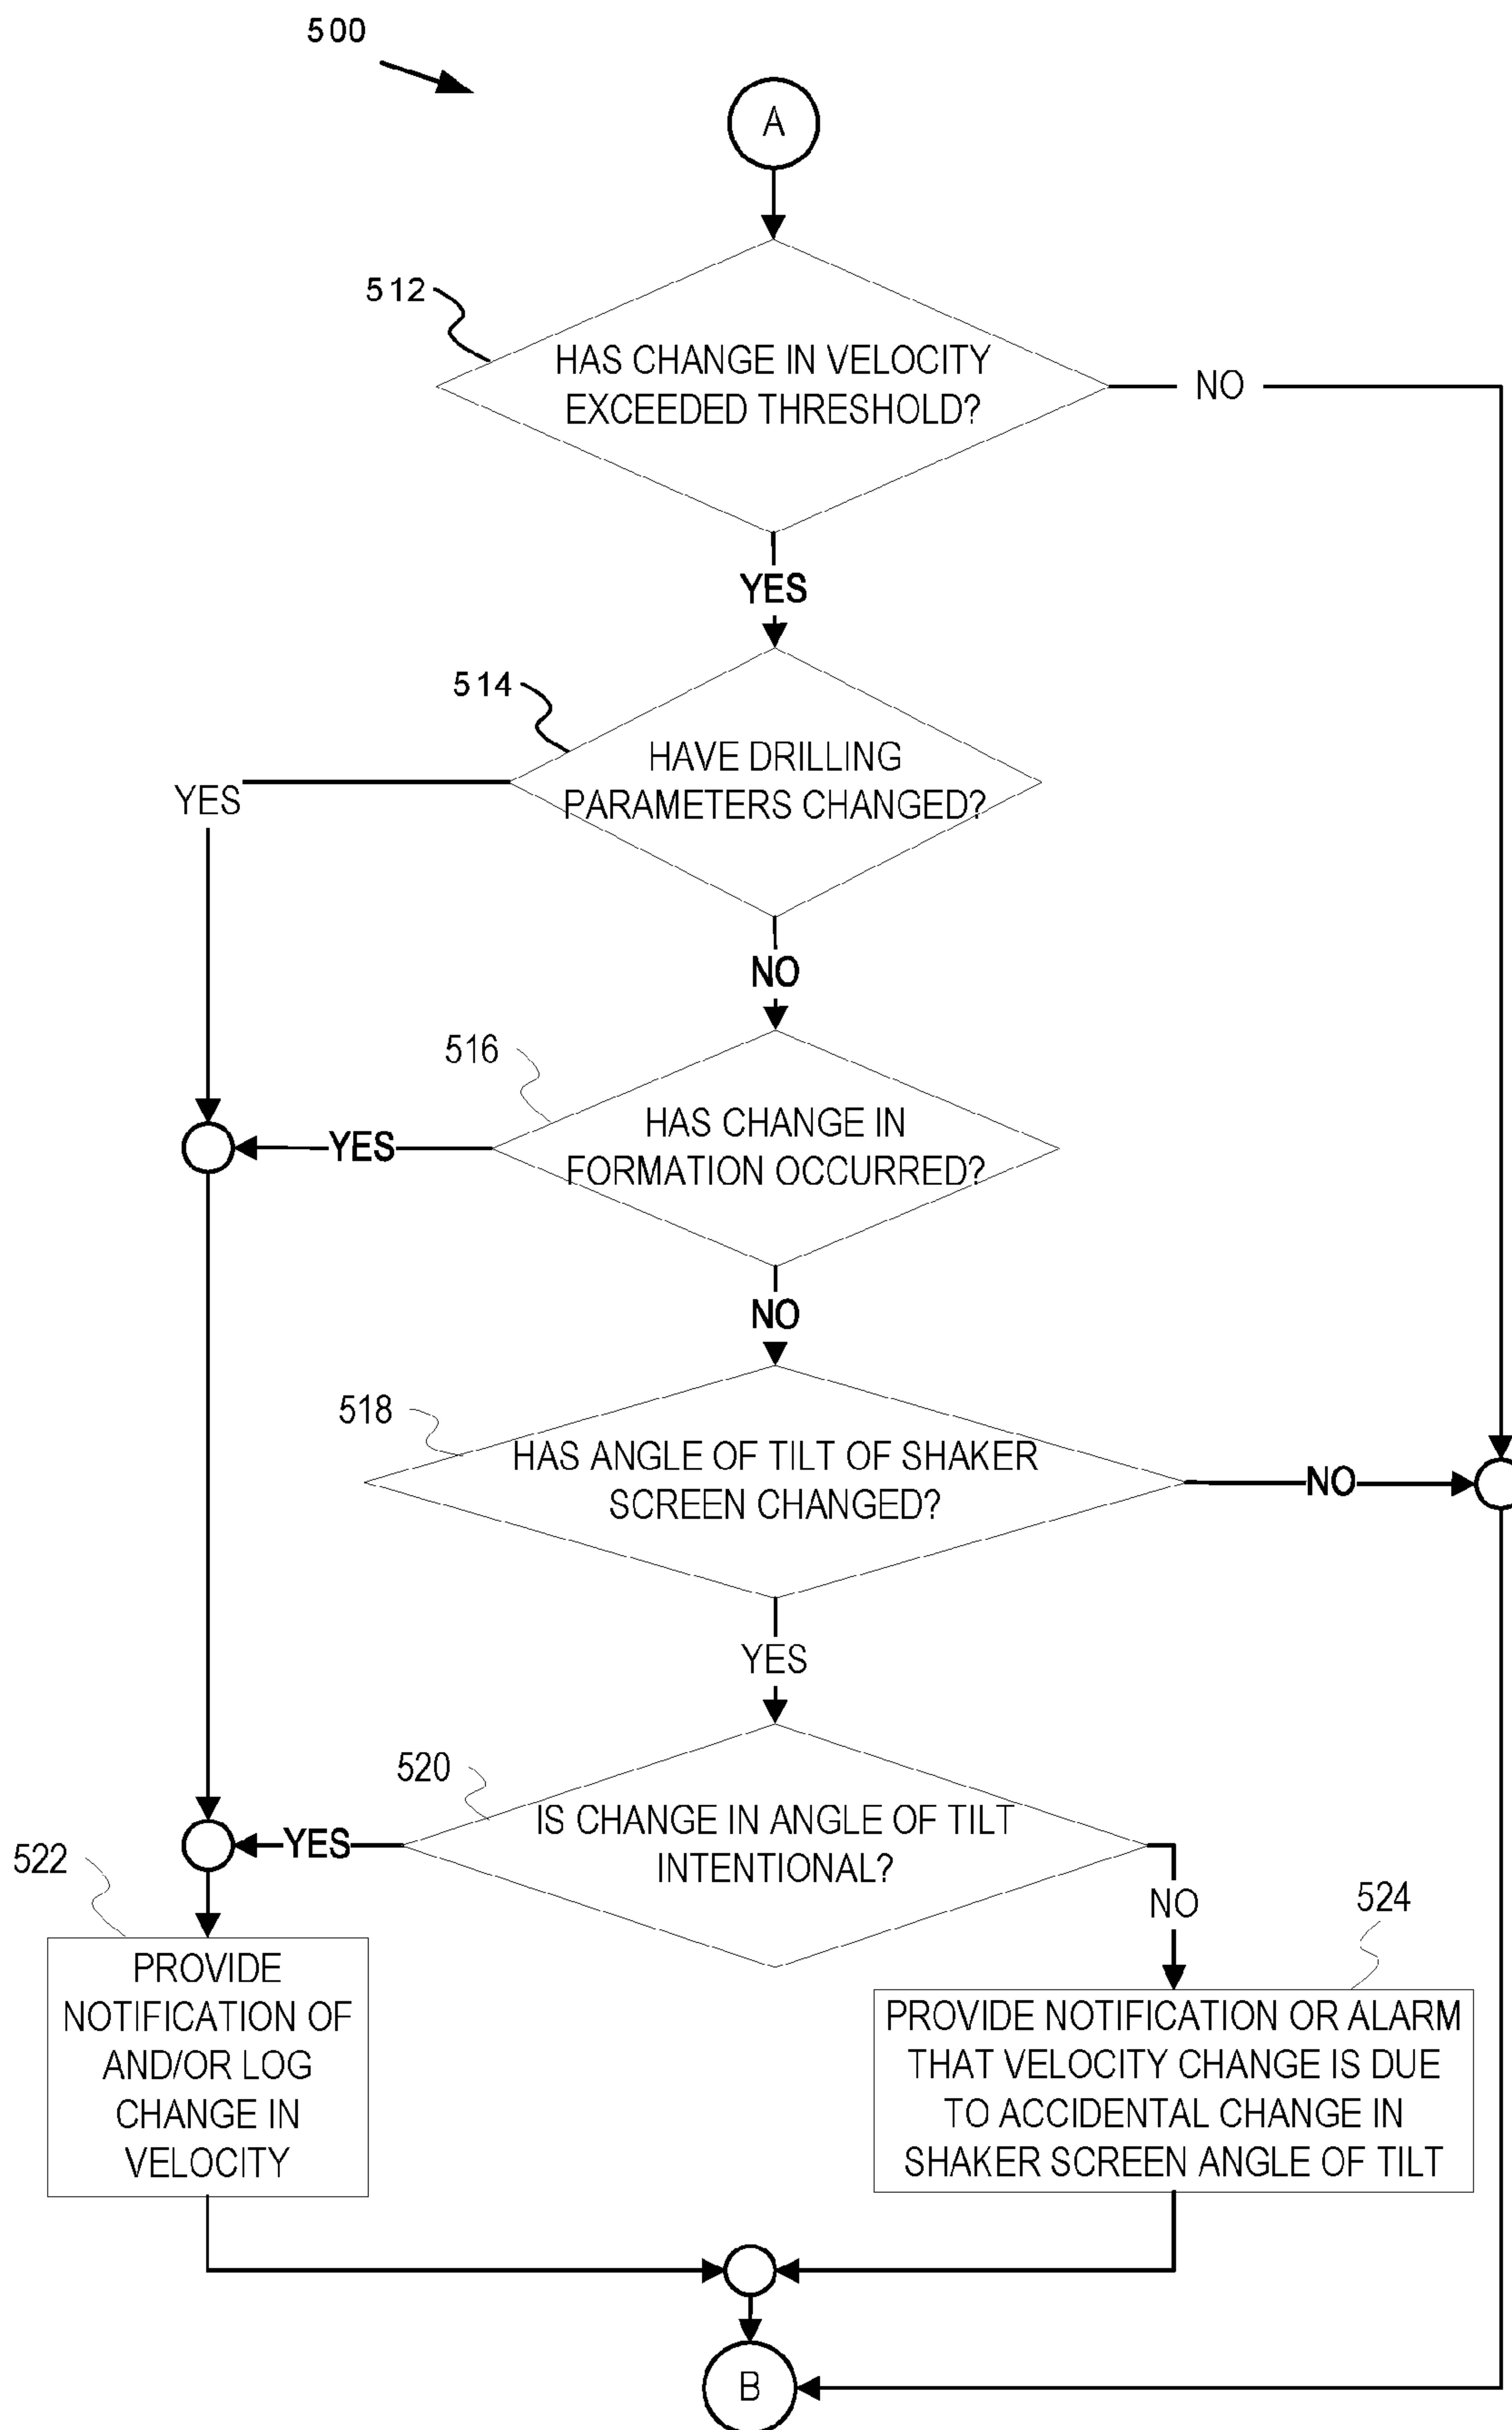 500
A
512
HAS CHANGE IN VELOCITY
EXCEEDED THRESHOLD?
NO
YES
514
HAVE DRILLING
PARAMETERS CHANGED?
YES
NO
516
HAS CHANGE IN
FORMATION OCCURRED?
YES
NO
518
HAS ANGLE OF TILT OF SHAKER
SCREEN CHANGED?
NO
YES
520
IS CHANGE IN ANGLE OF TILT
INTENTIONAL?
YES
NO
522
PROVIDE
NOTIFICATION OF
AND/OR LOG
CHANGE IN
VELOCITY
524
PROVIDE NOTIFICATION OR ALARM
THAT VELOCITY CHANGE IS DUE
TO ACCIDENTAL CHANGE IN
SHAKER SCREEN ANGLE OF TILT
B